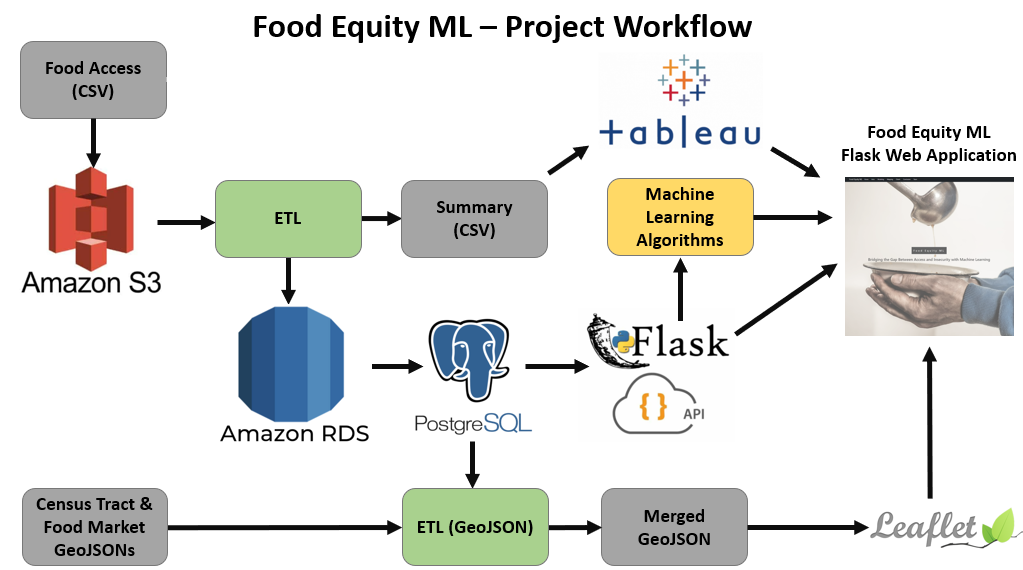 Food Equity ML – Project Workflow
Food Access
(CSV)
Amazon S3
ETL
Summary
(CSV)
+ableau
Machine
Learning
Algorithms
Food Equity ML
Flask Web Application
Food Equity ML
Bridging the Gap Between Access and Insecurity with Machine Learning
Amazon RDS
PostgreSQL
Flask
{ }
API
Census Tract &
Food Market
GeoJSONs
ETL (GeoJSON)
Merged
GeoJSON
Leaflet